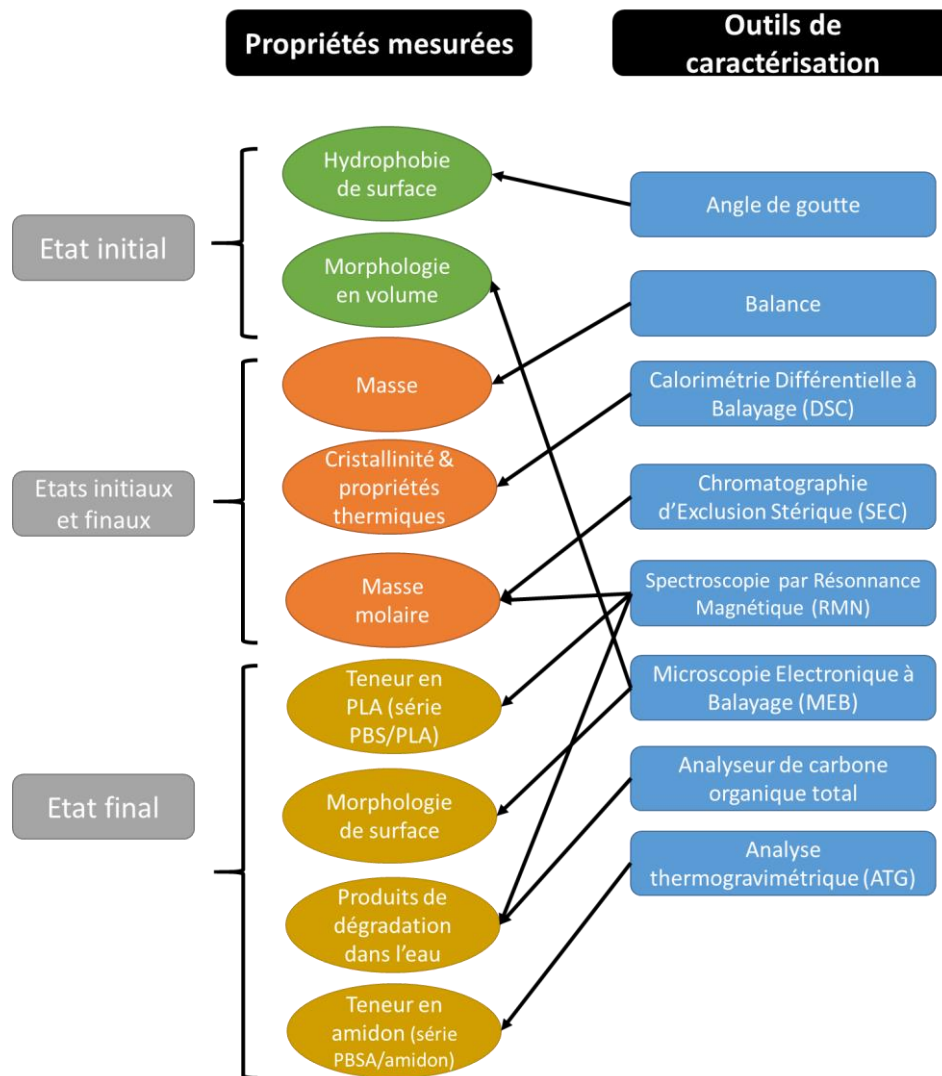 Propriétés mesurées
Outils de
caractérisation
Etat initial
Hydrophobie
de surface
Morphologie
en volume
Etats initiaux
et finaux
Masse
Cristallinité &
propriétés
thermiques
Masse
molaire
Etat final
Teneur en
PLA (série
PBS/PLA)
Morphologie
de surface
Produits de
dégradation
dans l'eau
Teneur en
amidon (série
PBSA/amidon)
Angle de goutte
Balance
Calorimétrie Différentielle à
Balayage (DSC)
Chromatographie
d'Exclusion Stérique (SEC)
Spectroscopie par Résonnance
Magnétique (RMN)
Microscopie Electronique à
Balayage (MEB)
Analyseur de carbone
organique total
Analyse
thermogravimétrique (ATG)